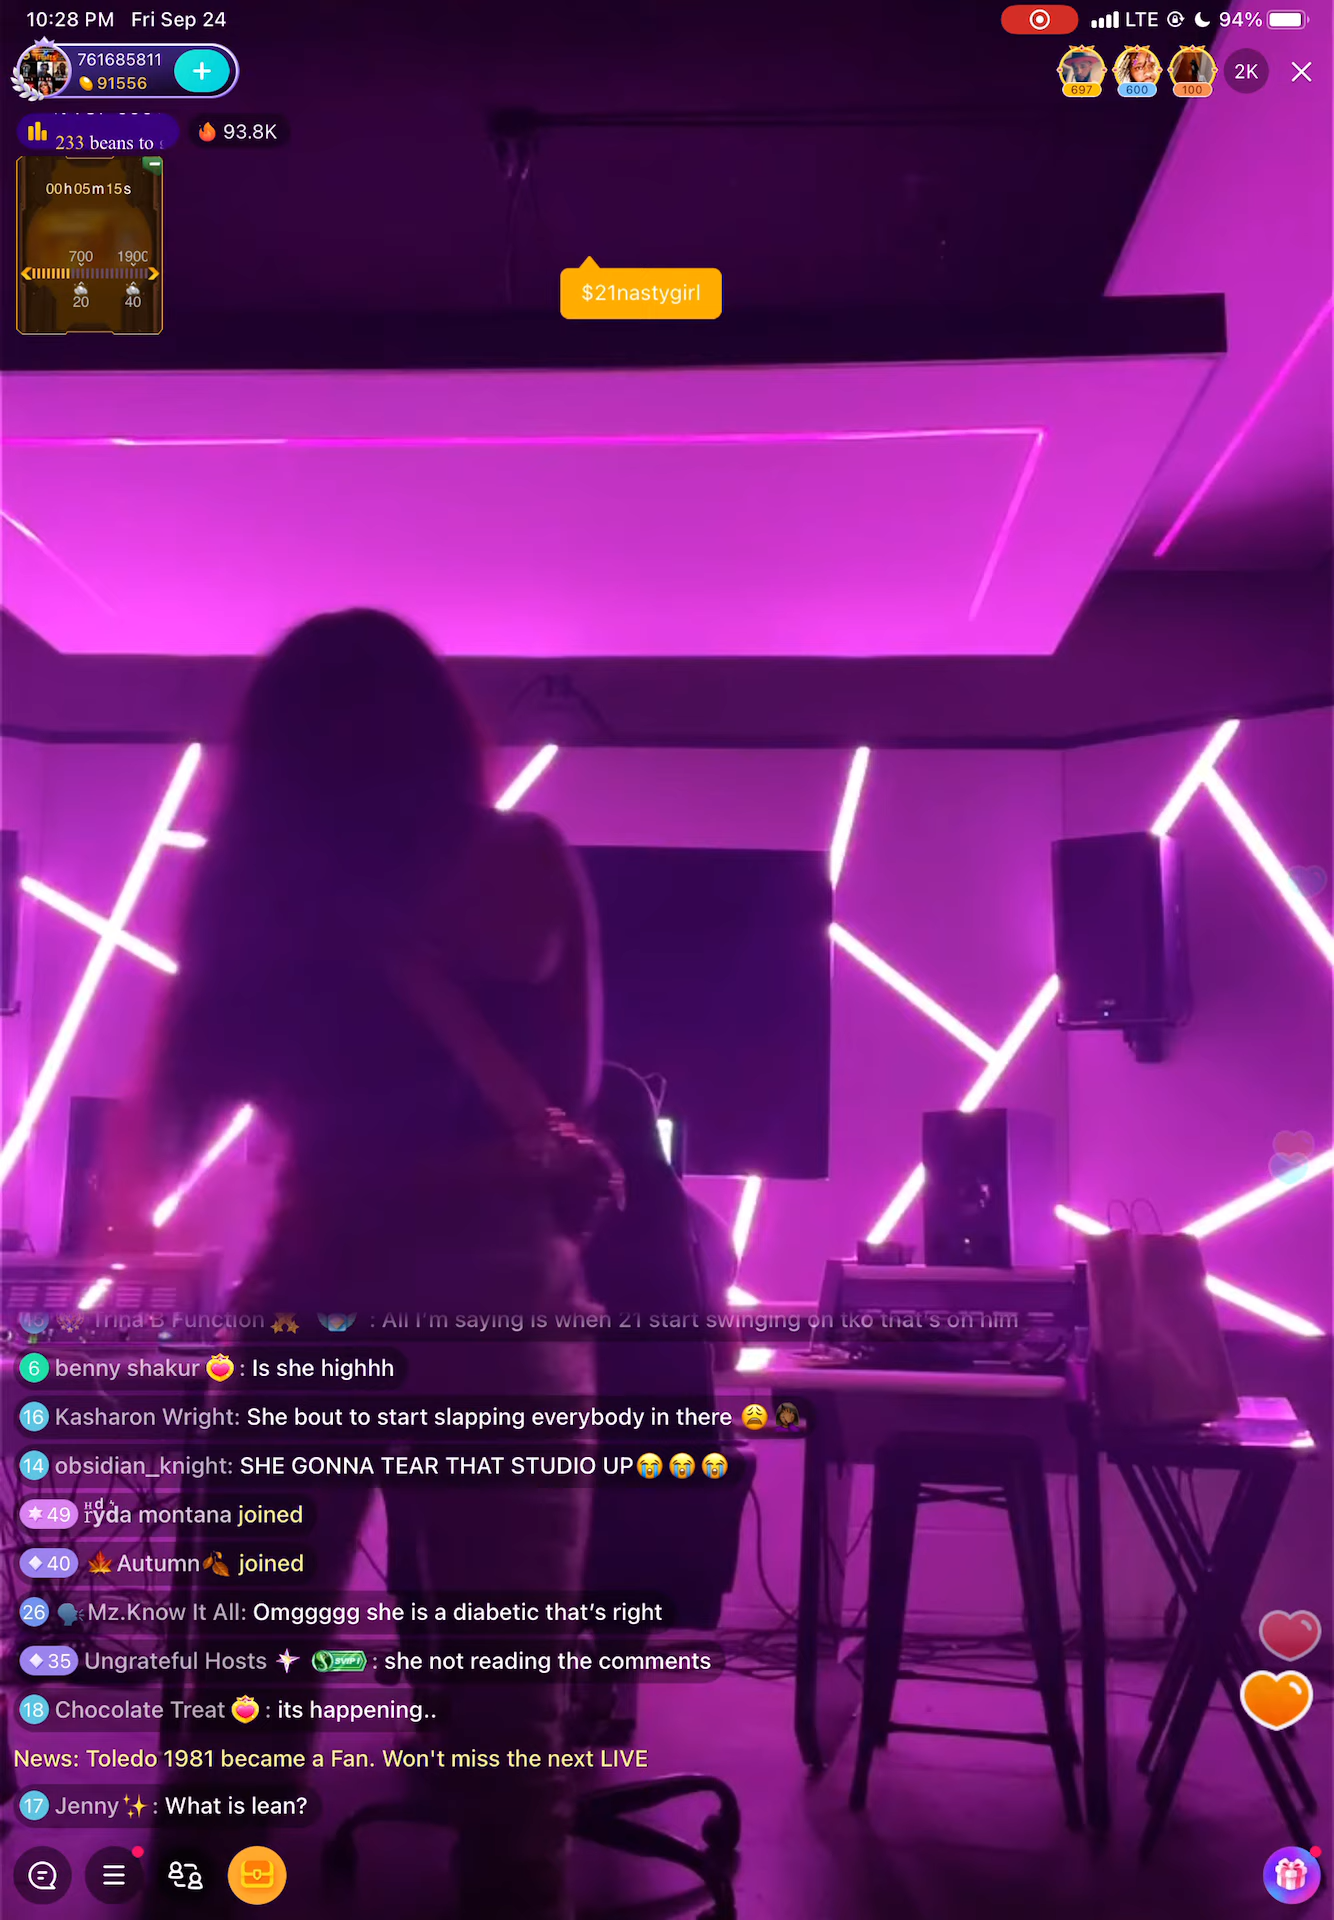 10:28 PM Fri Sep 24
LTE 94%
761685811
91556
697 600 100 2K
233 beans to
93.8K
00h05m15s
700 1900
20 40
$21nastygirl
Trina B Function : All I'm saying is when 21 start swinging on tko that's on him
6 benny shakur : Is she highhh
16 Kasharon Wright: She bout to start slapping everybody in there
14 obsidian_knight: SHE GONNA TEAR THAT STUDIO UP
49 montana joined
40 Autumn joined
26 Mz.Know It All: Omggggg she is a diabetic that's right
35 Ungrateful Hosts SVIP1 : she not reading the comments
18 Chocolate Treat : its happening..
News: Toledo 1981 became a Fan. Won't miss the next LIVE
17 Jenny : What is lean?